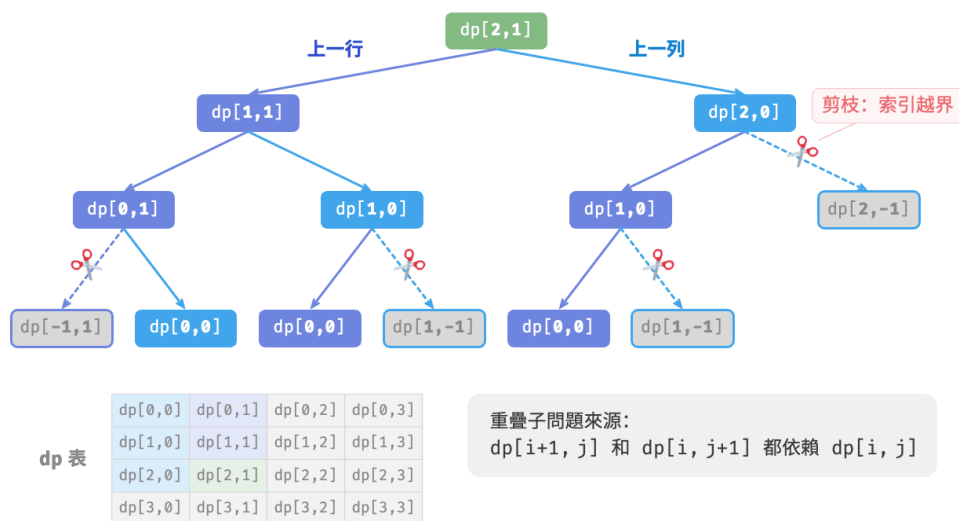 dp[2,1]
上一行
上一列
剪枝：索引越界
dp[1,1]
dp[2,0]
dp[0,1]
dp[1,0]
dp[1,0]
dp[2,-1]
dp[-1,1]
dp[0,0]
dp[0,0]
dp[1,-1]
dp[0,0]
dp[1,-1]
dp 表
dp[0,0] dp[0,1] dp[0,2] dp[0,3]
dp[1,0] dp[1,1] dp[1,2] dp[1,3]
dp[2,0] dp[2,1] dp[2,2] dp[2,3]
dp[3,0] dp[3,1] dp[3,2] dp[3,3]
重疊子問題來源：
dp[i+1, j] 和 dp[i, j+1] 都依賴 dp[i, j]